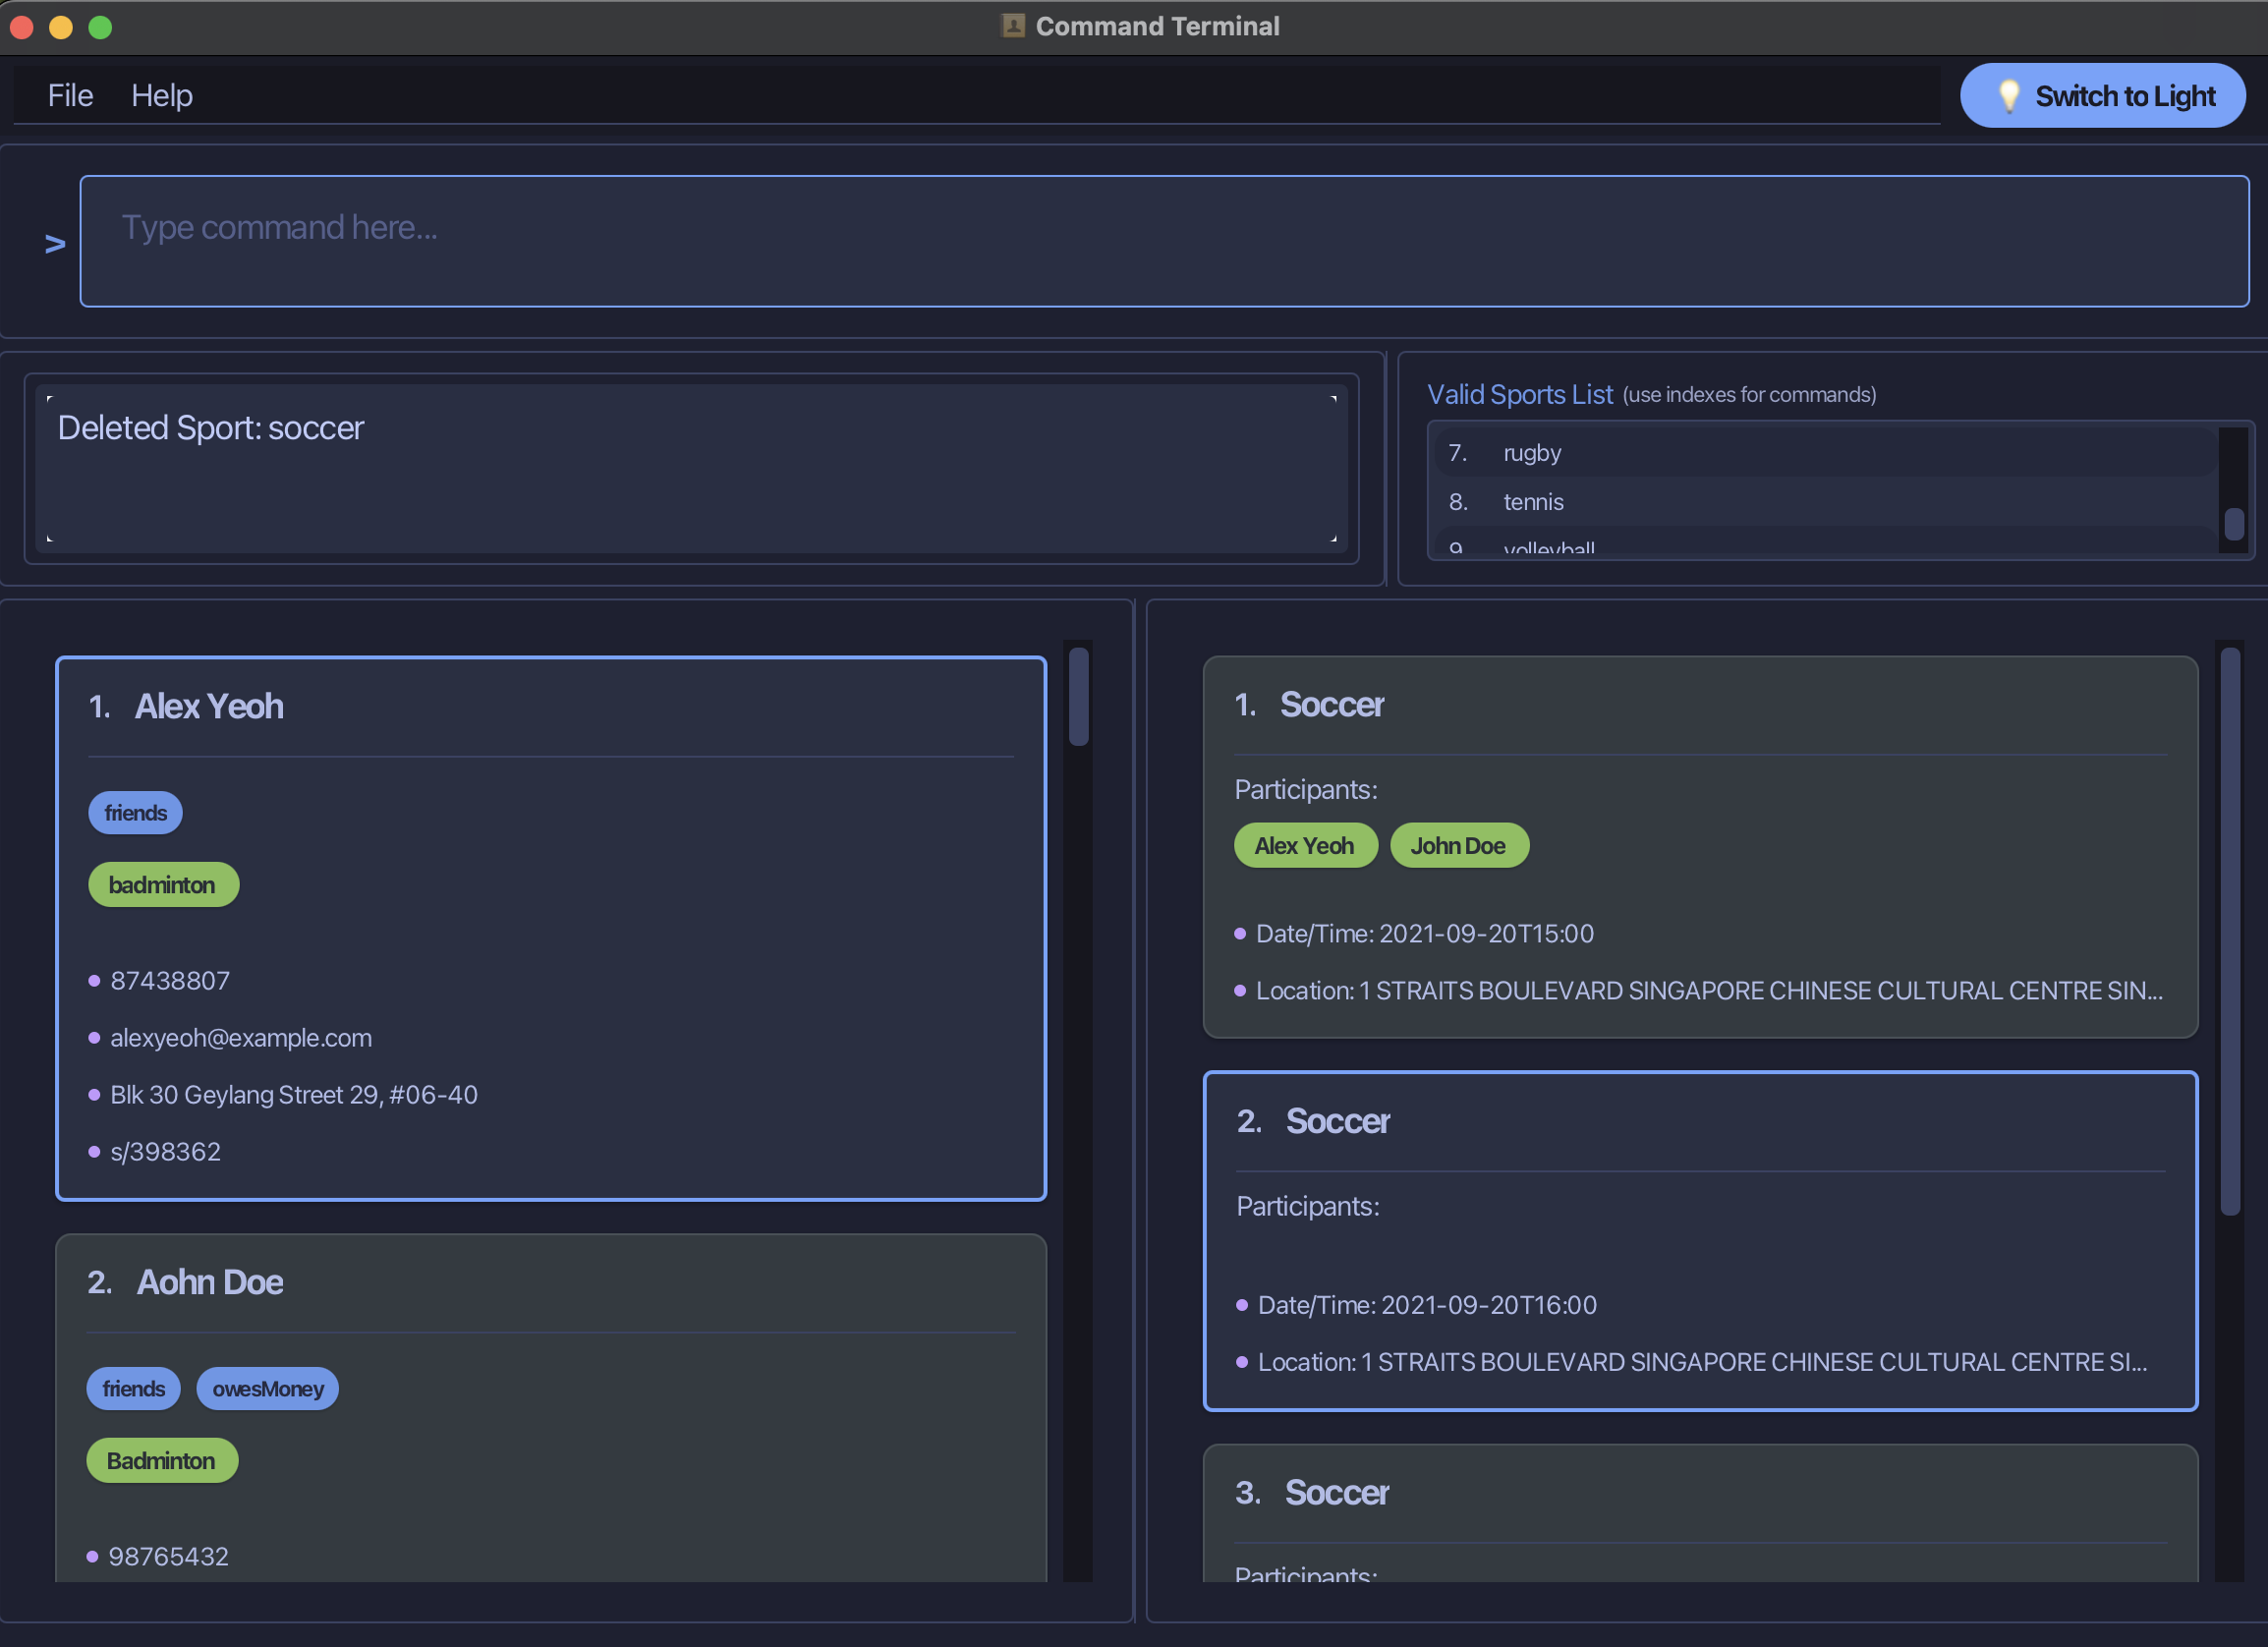 Command Terminal
File Help
💡 Switch to Light
> Type command here...
Deleted Sport: soccer
Valid Sports List (use indexes for commands)
7. rugby
8. tennis
9. volleyball
1. Alex Yeoh
friends
badminton
87438807
alexyeoh@example.com
Blk 30 Geylang Street 29, #06-40
s/398362
2. Aohn Doe
friends owesMoney
Badminton
98765432
1. Soccer
Participants:
Alex Yeoh John Doe
Date/Time: 2021-09-20T15:00
Location: 1 STRAITS BOULEVARD SINGAPORE CHINESE CULTURAL CENTRE SIN...
2. Soccer
Participants:
Date/Time: 2021-09-20T16:00
Location: 1 STRAITS BOULEVARD SINGAPORE CHINESE CULTURAL CENTRE SI...
3. Soccer
Participants: